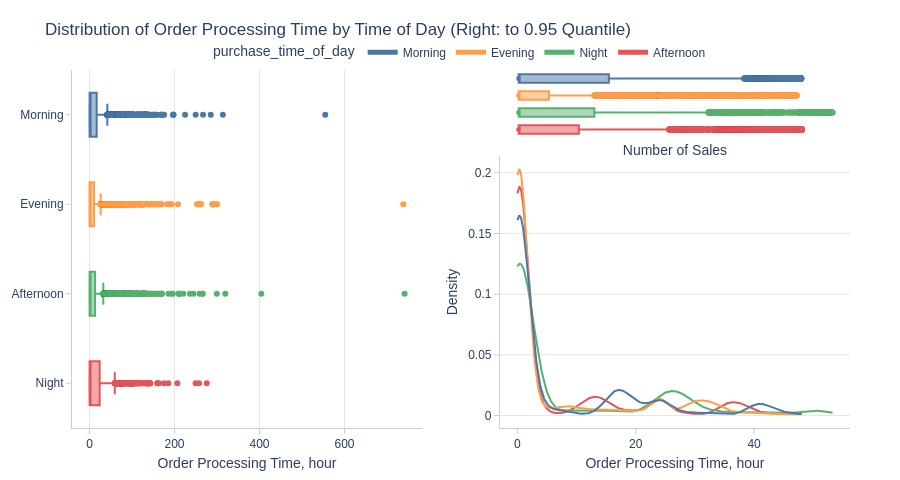 Distribution of Order Processing Time by Time of Day (Right: to 0.95 Quantile)
purchase_time_of_day Morning Evening Night Afternoon
Morning
Evening
Afternoon
Night
0 200 400 600
Order Processing Time, hour
Number of Sales
0.2
0.15
0.1
0.05
0
Density
0 20 40
Order Processing Time, hour